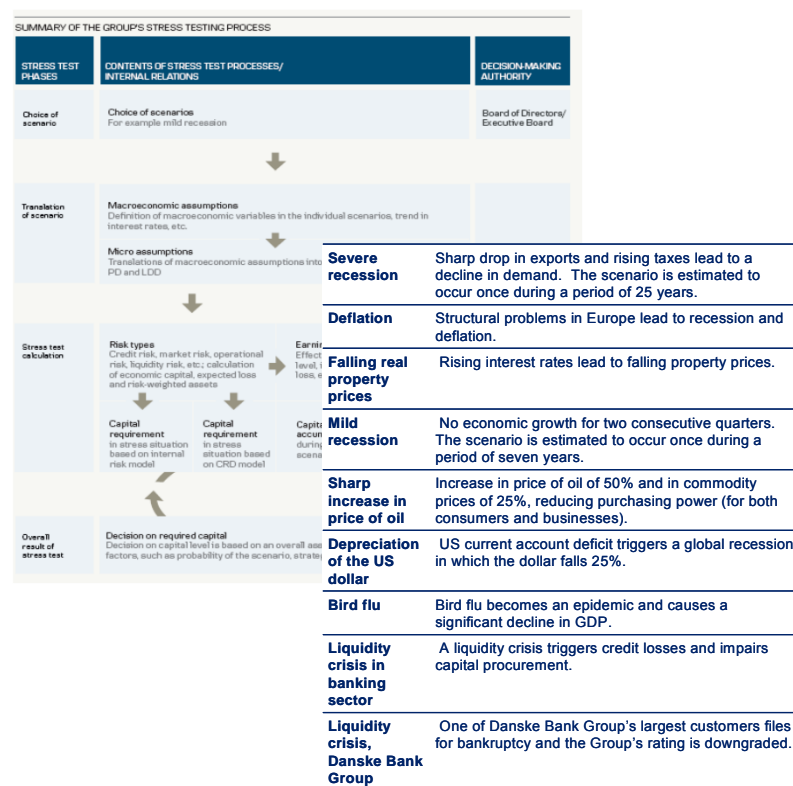 SUMMARY OF THE GROUP'S STRESS TESTING PROCESS
STRESS TEST
PHASES
CONTENTS OF STRESS TEST PROCESSES/
INTERNAL RELATIONS
DECISION-MAKING
AUTHORITY
Choice of
scenario
Choice of scenarios
For example mild recession
Board of Directors/
Executive Board
Translation
of scenario
Macroeconomic assumptions
Definition of macroeconomic variables in the individual scenarios, trend in
interest rates, etc.
Micro assumptions
Translations of macroeconomic assumptions into
PD and LDD
Stress test
calculation
Risk types
Credit risk, market risk, operational
risk, liquidity risk, etc.; calculation
of economic capital, expected loss
and risk-weighted assets
Capital
requirement
in stress situation
based on internal
risk model
Capital
requirement
in stress
situation based
on CRD model
Overall
result of
stress test
Decision on required capital
Decision on capital level is based on an overall
factors, such as probability of the scenario,
Severe
recession
Sharp drop in exports and rising taxes lead to a
decline in demand. The scenario is estimated to
occur once during a period of 25 years.
Deflation
Structural problems in Europe lead to recession and
deflation.
Falling real
property
prices
Rising interest rates lead to falling property prices.
Mild
recession
No economic growth for two consecutive quarters.
The scenario is estimated to occur once during a
period of seven years.
Sharp
increase in
price of oil
Increase in price of oil of 50% and in commodity
prices of 25%, reducing purchasing power (for both
consumers and businesses).
Depreciation
of the US
dollar
US current account deficit triggers a global recession
in which the dollar falls 25%.
Bird flu
Bird flu becomes an epidemic and causes a
significant decline in GDP.
Liquidity
crisis in
banking
sector
A liquidity crisis triggers credit losses and impairs
capital procurement.
Liquidity
crisis,
Danske Bank
Group
One of Danske Bank Group's largest customers files
for bankruptcy and the Group's rating is downgraded.